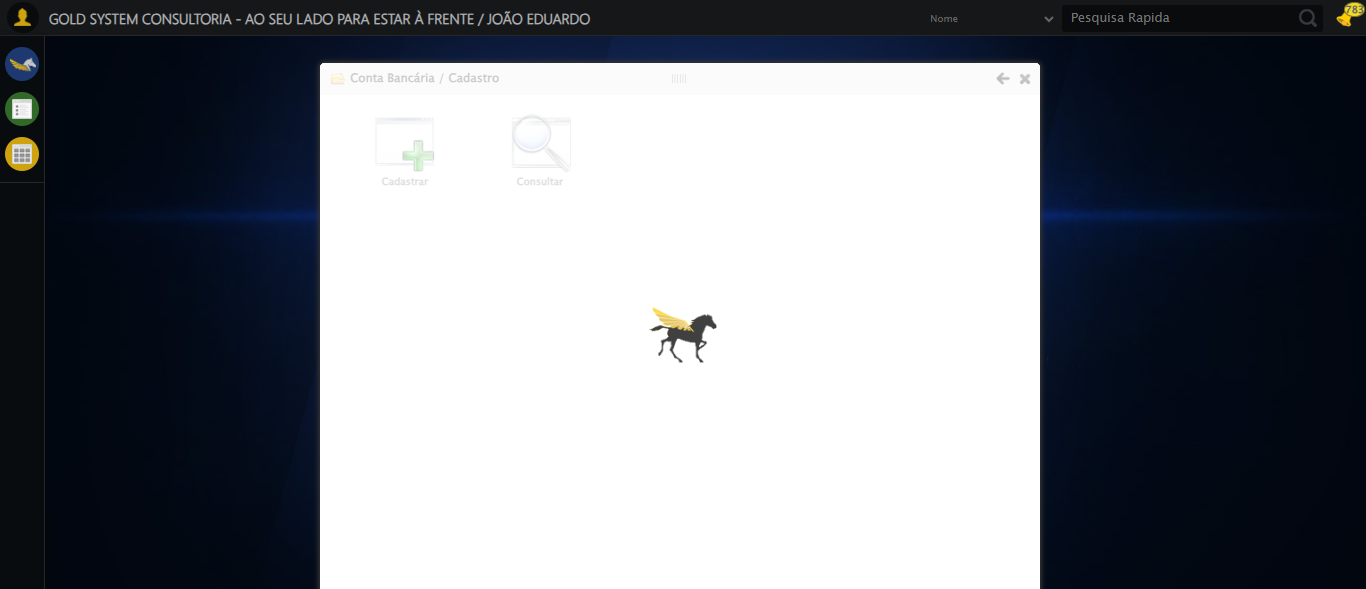 GOLD SYSTEM CONSULTORIA - AO SEU LADO PARA ESTAR À FRENTE / JOÃO EDUARDO
Nome
Pesquisa Rapida
783
Conta Bancária / Cadastro
Cadastrar
Consultar